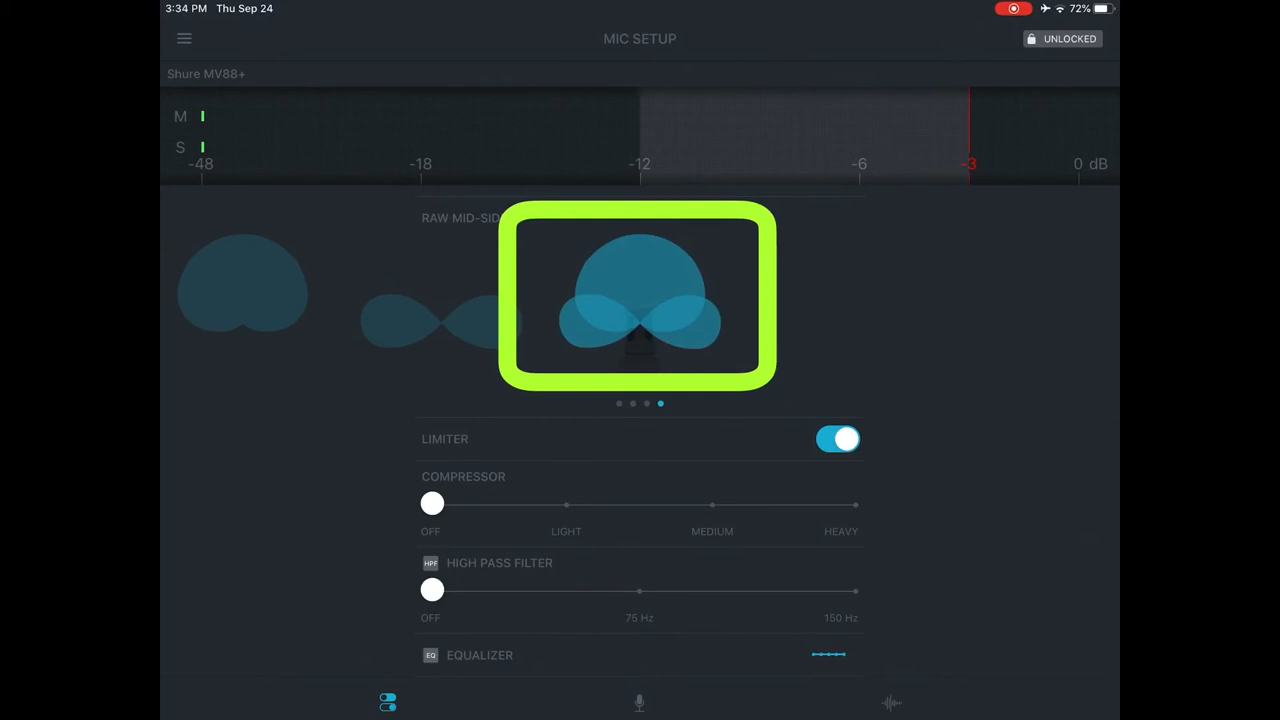 3:34 PM Thu Sep 24 72%
MIC SETUP
UNLOCKED
Shure MV88+
M
S
-48 -18 -12 -6 -3 0 dB
RAW MID-SID
LIMITER
COMPRESSOR
OFF LIGHT MEDIUM HEAVY
HPF HIGH PASS FILTER
OFF 75 Hz 150 Hz
EQ EQUALIZER